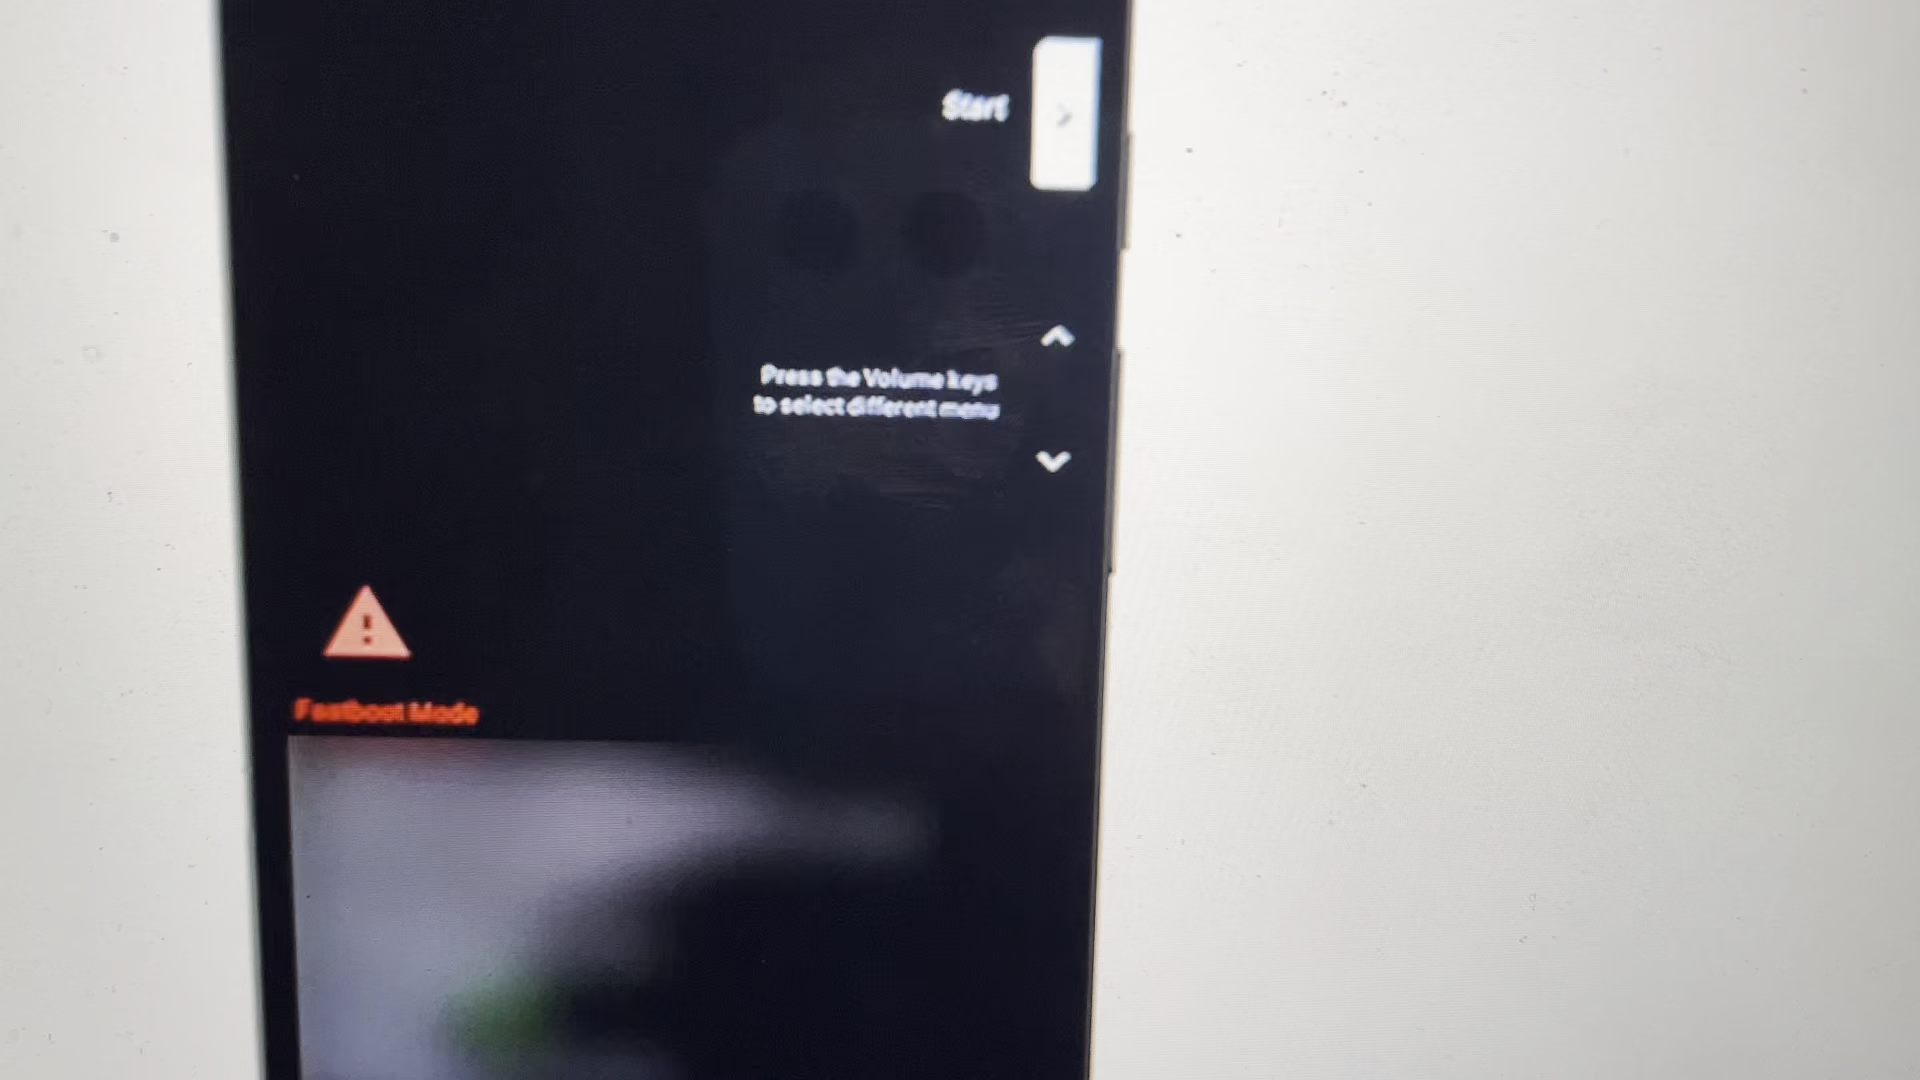 Start
Press the Volume keys
to select different menu
Fastboot Mode